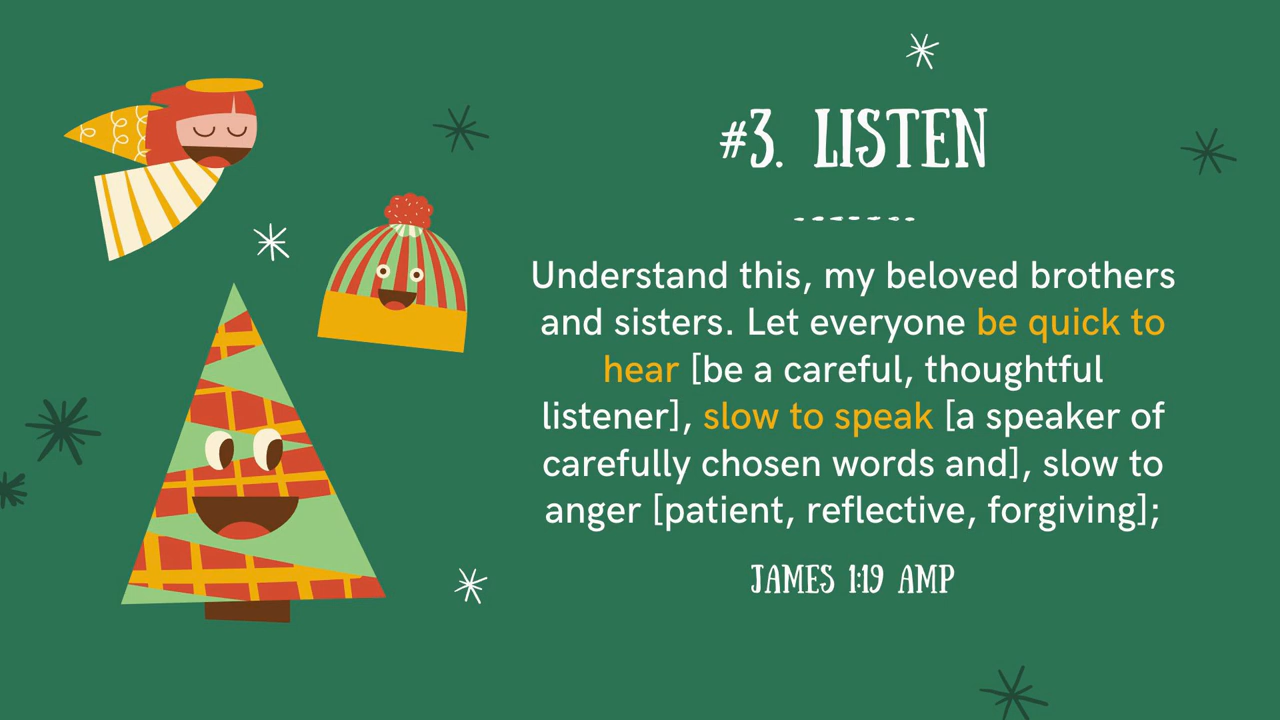 #3. LISTEN
Understand this, my beloved brothers
and sisters. Let everyone be quick to
hear [be a careful, thoughtful
listener], slow to speak [a speaker of
carefully chosen words and], slow to
anger [patient, reflective, forgiving];
JAMES 1:19 AMP